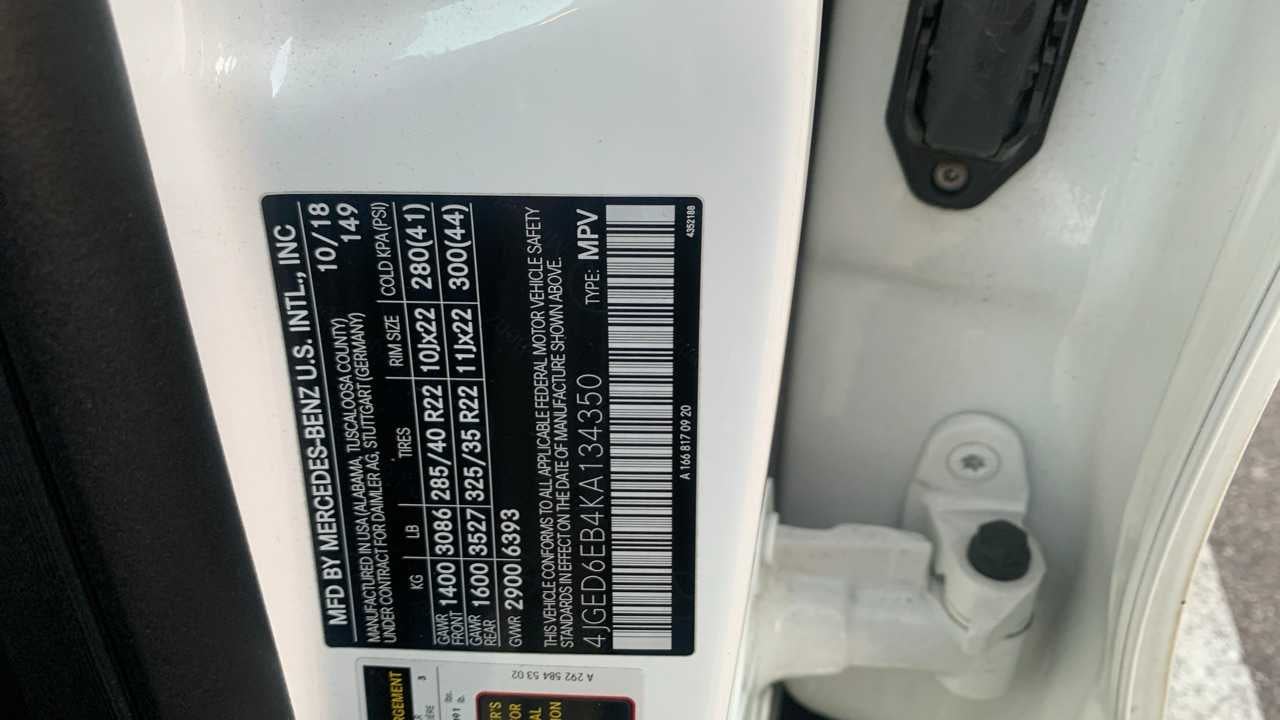 MFD BY MERCEDES-BENZ U.S. INTL., INC
MANUFACTURED IN USA (ALABAMA, TUSCALOOSA COUNTY) 10/18
UNDER CONTRACT FOR DAIMLER AG, STUTTGART (GERMANY) 149
KG LB TIRES RIM SIZE COLD KPA (PSI)
GAWR FRONT 1400 3086 285/40 R22 10Jx22 280(41)
GAWR REAR 1600 3527 325/35 R22 11Jx22 300(44)
GVWR 2900 6393
THIS VEHICLE CONFORMS TO ALL APPLICABLE FEDERAL MOTOR VEHICLE SAFETY
STANDARDS IN EFFECT ON THE DATE OF MANUFACTURE SHOWN ABOVE.
4JGED6EB4KA134350 TYPE: MPV
A 166 817 09 20 4352188
A 292 584 53 02